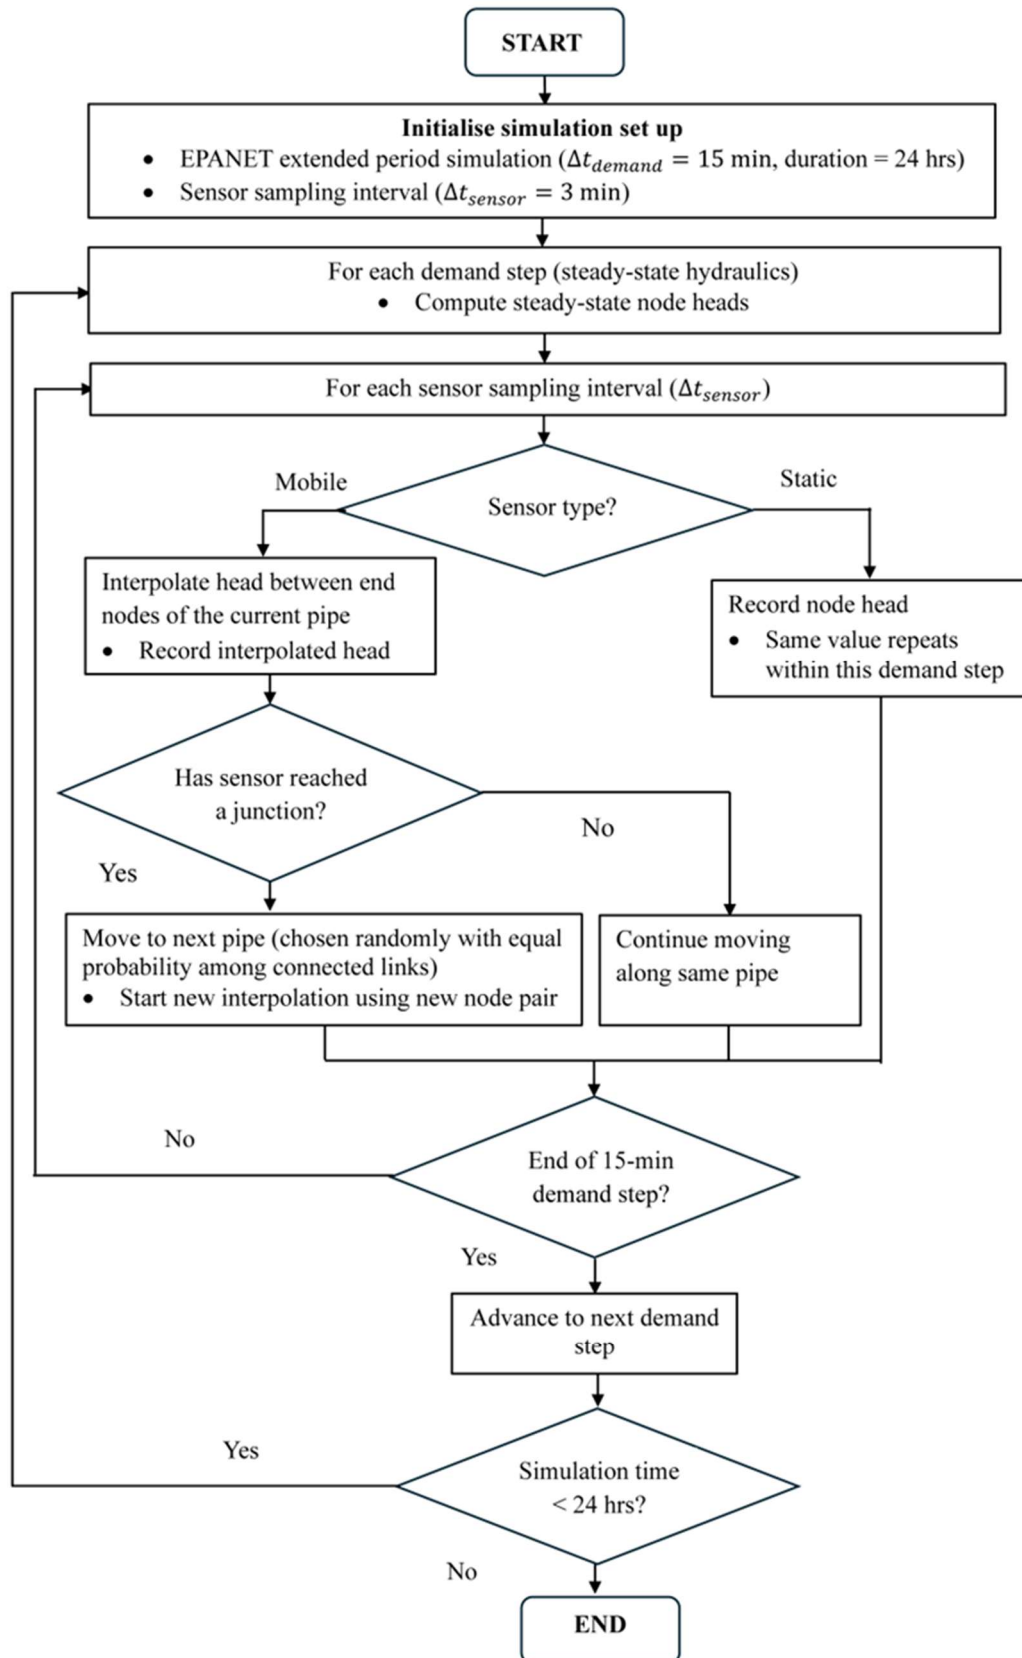 START
Initialise simulation set up
• EPANET extended period simulation (Δt_demand = 15 min, duration = 24 hrs)
• Sensor sampling interval (Δt_sensor = 3 min)
For each demand step (steady-state hydraulics)
• Compute steady-state node heads
For each sensor sampling interval (Δt_sensor)
Mobile
Sensor type?
Static
Interpolate head between end
nodes of the current pipe
• Record interpolated head
Record node head
• Same value repeats
within this demand step
Has sensor reached
a junction?
No
Yes
Move to next pipe (chosen randomly with equal
probability among connected links)
• Start new interpolation using new node pair
Continue moving
along same pipe
No
End of 15-min
demand step?
Yes
Advance to next demand
step
Yes
Simulation time
< 24 hrs?
No
END